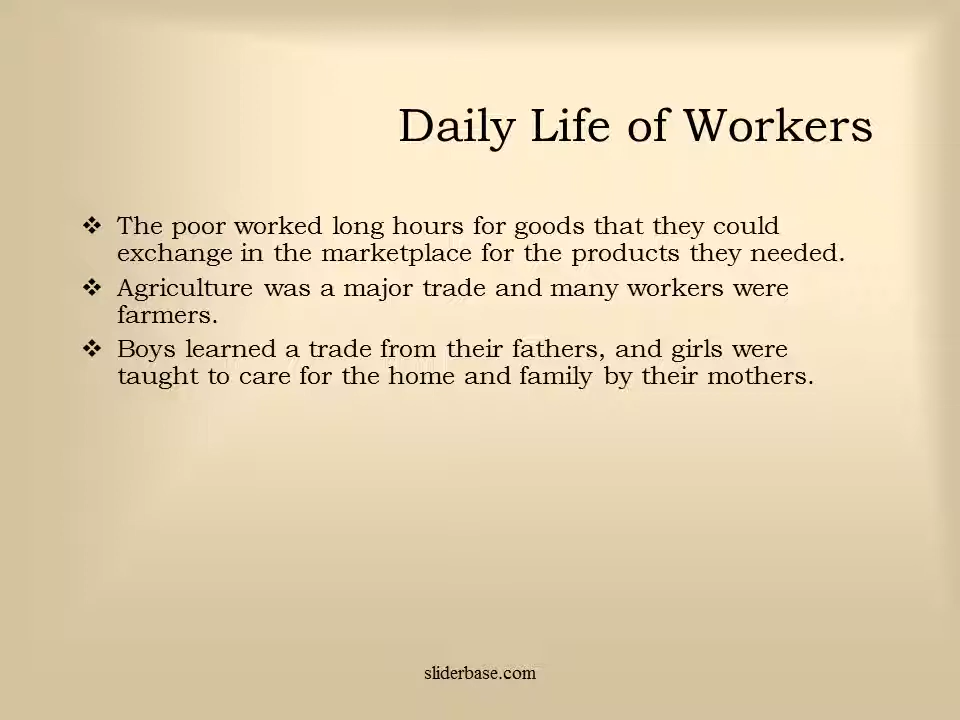 Daily Life of Workers
❖ The poor worked long hours for goods that they could
exchange in the marketplace for the products they needed.
❖ Agriculture was a major trade and many workers were
farmers.
❖ Boys learned a trade from their fathers, and girls were
taught to care for the home and family by their mothers.
sliderbase.com